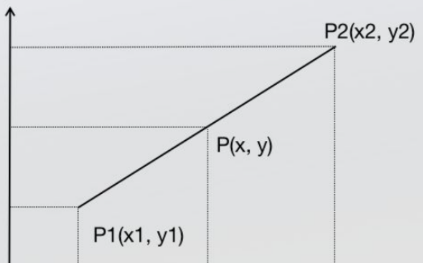 P2(x2, y2)
P(x, y)
P1(x1, y1)